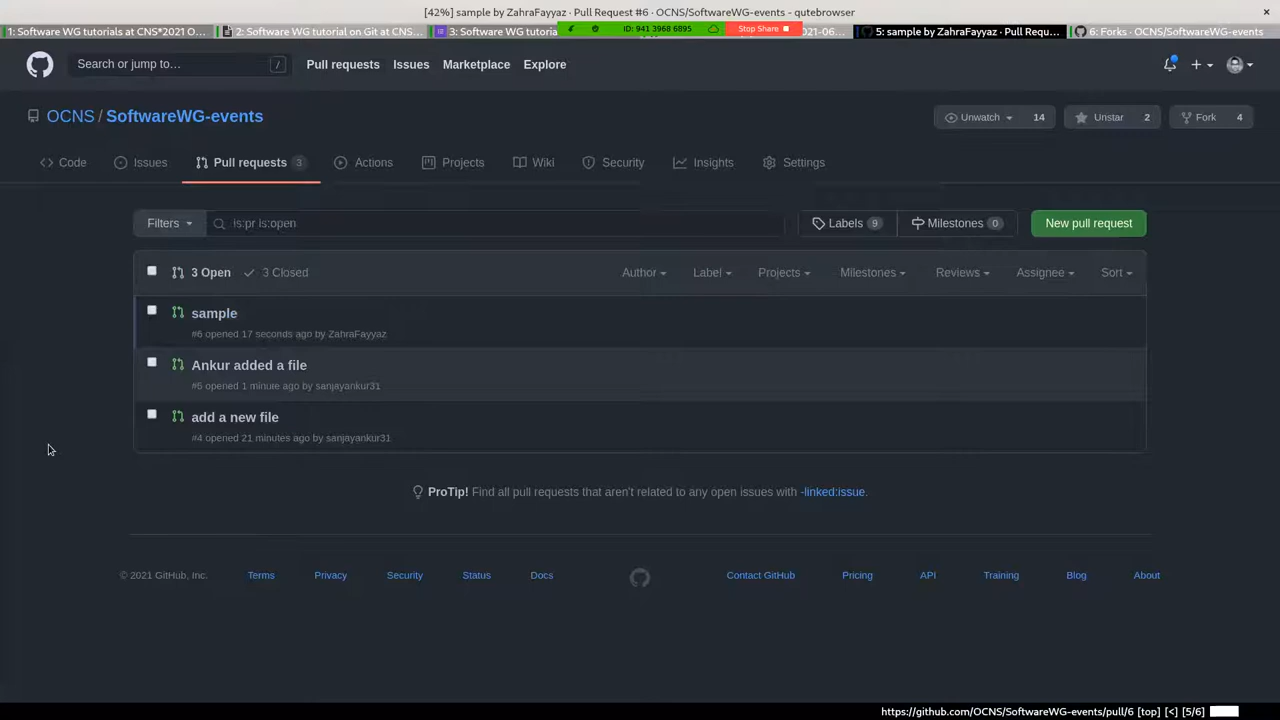 [42%] sample by ZahraFayyaz · Pull Request #6 · OCNS/SoftwareWG-events - qutebrowser ×
1: Software WG tutorials at CNS*2021 O... 2: Software WG tutorial on Git at CNS... 3: Software WG tutoria ID: 941 3968 6895 Stop Share 2021-06... 5: sample by ZahraFayyaz · Pull Requ... 6: Forks · OCNS/SoftwareWG-events
Search or jump to... / Pull requests Issues Marketplace Explore
OCNS / SoftwareWG-events Unwatch 14 Unstar 2 Fork 4
Code Issues Pull requests 3 Actions Projects Wiki Security Insights Settings
Filters is:pr is:open Labels 9 Milestones 0 New pull request
3 Open 3 Closed Author Label Projects Milestones Reviews Assignee Sort
sample
#6 opened 17 seconds ago by ZahraFayyaz
Ankur added a file
#5 opened 1 minute ago by sanjayankur31
add a new file
#4 opened 21 minutes ago by sanjayankur31
ProTip! Find all pull requests that aren't related to any open issues with -linked:issue.
© 2021 GitHub, Inc. Terms Privacy Security Status Docs Contact GitHub Pricing API Training Blog About
https://github.com/OCNS/SoftwareWG-events/pull/6 [top] [<] [5/6]